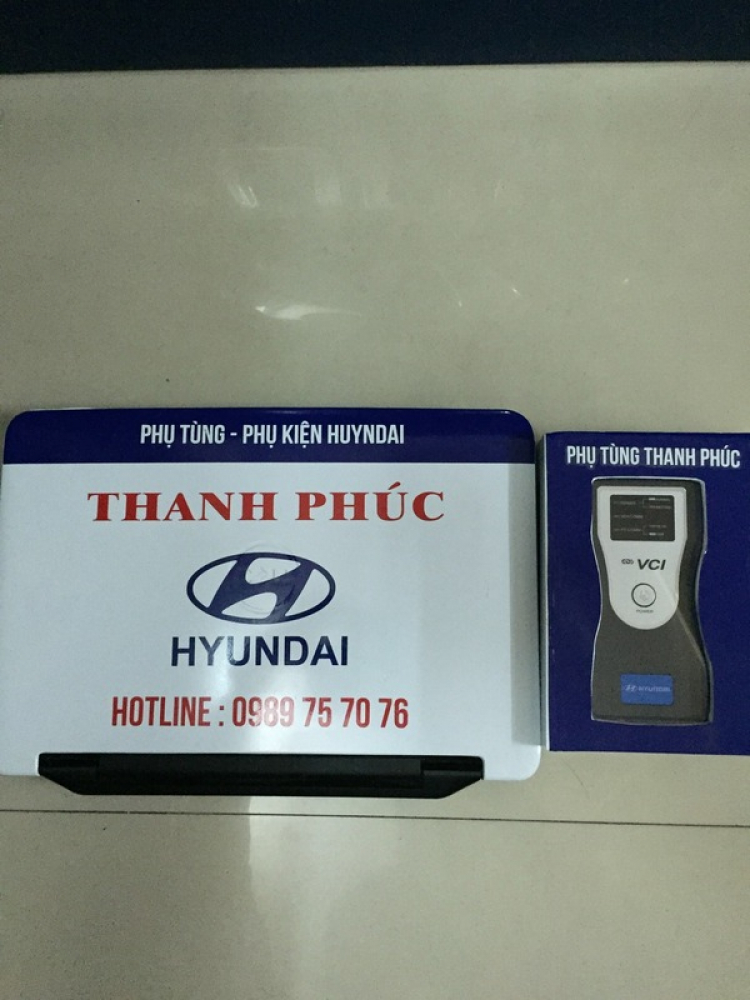 PHỤ TÙNG - PHỤ KIỆN HUYNDAI
THANH PHÚC
HYUNDAI
HOTLINE : 0989 75 70 76
PHỤ TÙNG THANH PHÚC
VCI
POWER
HYUNDAI